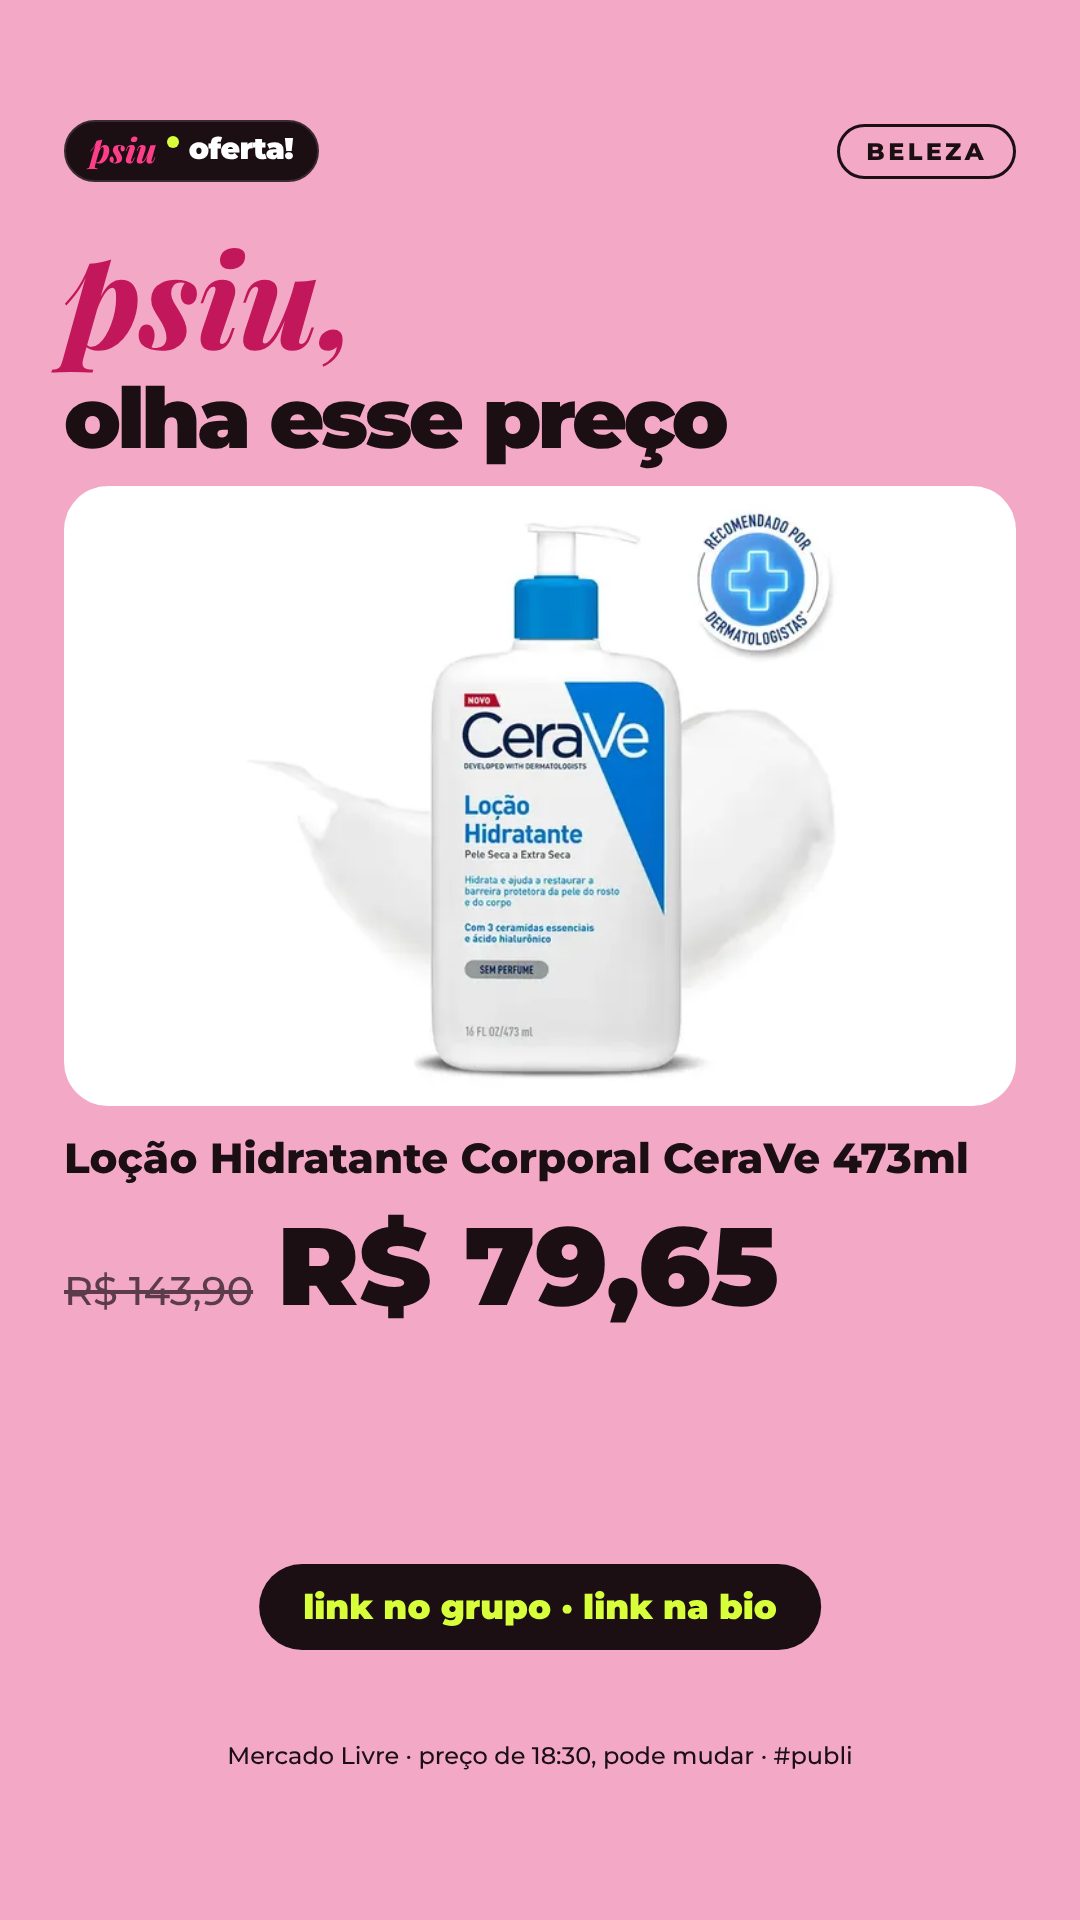 psiu • oferta!
BELEZA
psiu,
olha esse preço
RECOMENDADO POR
DERMATOLOGISTAS*
NOVO
CeraVe
DEVELOPED WITH DERMATOLOGISTS
Loção
Hidratante
Pele Seca a Extra Seca
Hidrata e ajuda a restaurar a
barreira protetora da pele do rosto
e do corpo
Com 3 ceramidas essenciais
e ácido hialurônico
SEM PERFUME
16 FL OZ/473 ml
Loção Hidratante Corporal CeraVe 473ml
R$ 143,90 R$ 79,65
link no grupo · link na bio
Mercado Livre · preço de 18:30, pode mudar · #publi